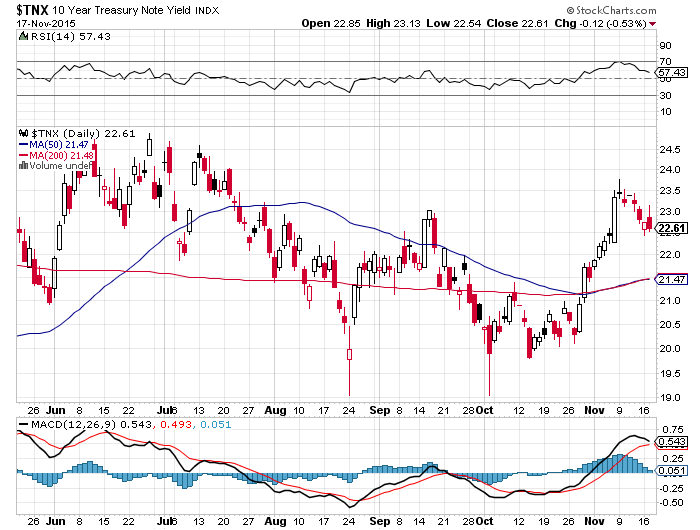 $TNX 10 Year Treasury Note Yield INDX
© StockCharts.com
17-Nov-2015
Open 22.85 High 23.13 Low 22.54 Close 22.61 Chg -0.12 (-0.53%)
RSI(14) 57.43
90
70
57.43
50
30
10
$TNX (Daily) 22.61
MA(50) 21.47
MA(200) 21.48
Volume undef
24.5
24.0
23.5
23.0
22.61
22.0
21.47
21.0
20.5
20.0
19.5
19.0
26 Jun 8 15 22 Jul 6 13 20 27 Aug 10 17 24 Sep 8 14 21 28 Oct 12 19 26 Nov 9 16
MACD(12,26,9) 0.543, 0.493, 0.051
0.75
0.543
0.25
0.051
-0.25
-0.50
26 Jun 8 15 22 Jul 6 13 20 27 Aug 10 17 24 Sep 8 14 21 28 Oct 12 19 26 Nov 9 16